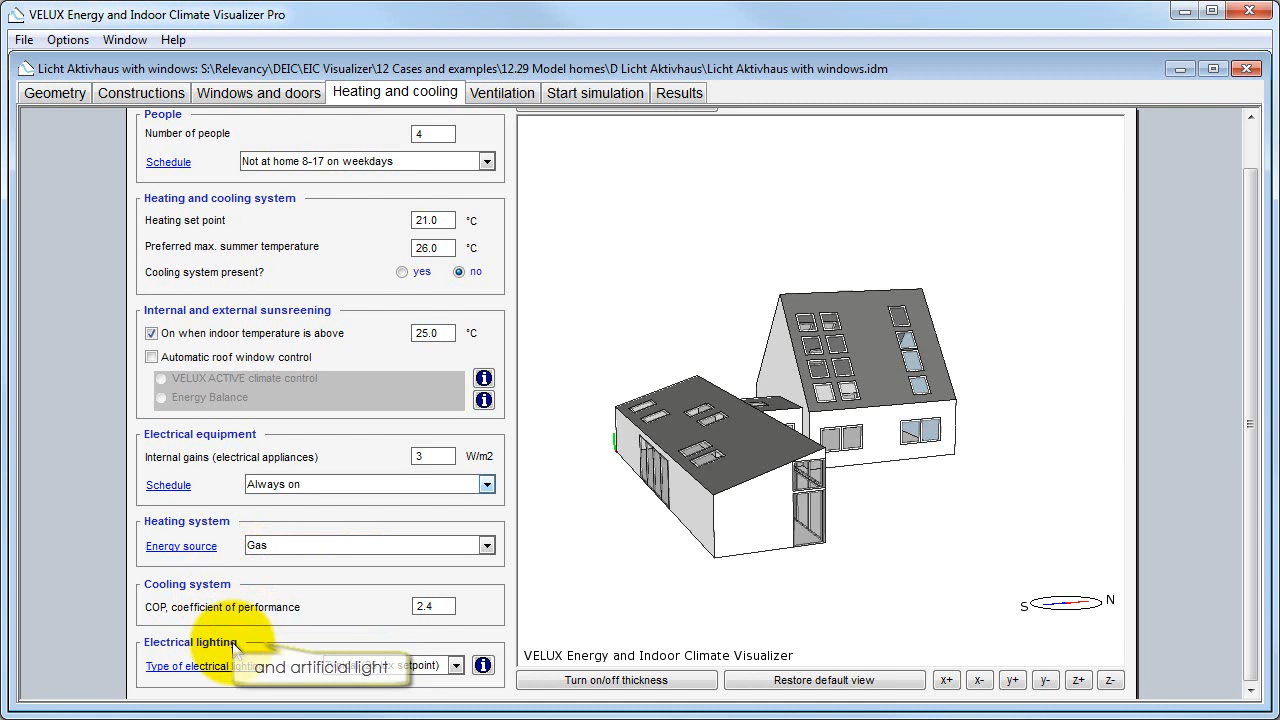 VELUX Energy and Indoor Climate Visualizer Pro
File Options Window Help
Licht Aktivhaus with windows: S:\Relevancy\DEIC\EIC Visualizer\12 Cases and examples\12.29 Model homes\D Licht Aktivhaus\Licht Aktivhaus with windows.idm
Geometry Constructions Windows and doors Heating and cooling Ventilation Start simulation Results
People
Number of people 4
Schedule Not at home 8-17 on weekdays
Heating and cooling system
Heating set point 21.0 °C
Preferred max. summer temperature 26.0 °C
Cooling system present? yes no
Internal and external sunsreening
On when indoor temperature is above 25.0 °C
Automatic roof window control
VELUX ACTIVE climate control
Energy Balance
Electrical equipment
Internal gains (electrical appliances) 3 W/m2
Schedule Always on
Heating system
Energy source Gas
Cooling system
COP, coefficient of performance 2.4
Electrical lighting
Type of electrical setpoint)
and artificial light
S N
VELUX Energy and Indoor Climate Visualizer
Turn on/off thickness Restore default view x+ x- y+ y- z+ z-